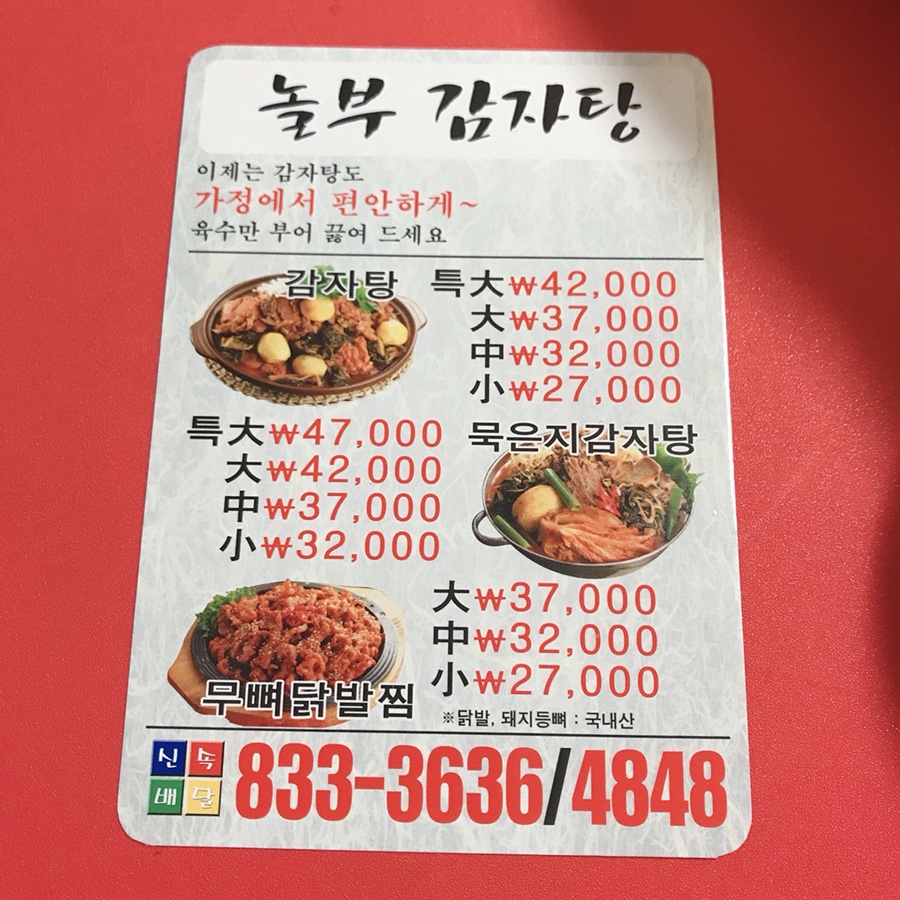 놀부 감자탕
이제는 감자탕도
가정에서 편안하게~
육수만 부어 끓여 드세요
감자탕
특大₩42,000
大₩37,000
中₩32,000
小₩27,000
묵은지감자탕
특大₩47,000
大₩42,000
中₩37,000
小₩32,000
무뼈닭발찜
大₩37,000
中₩32,000
小₩27,000
※닭발, 돼지등뼈 : 국내산
신속
배달
833-3636/4848